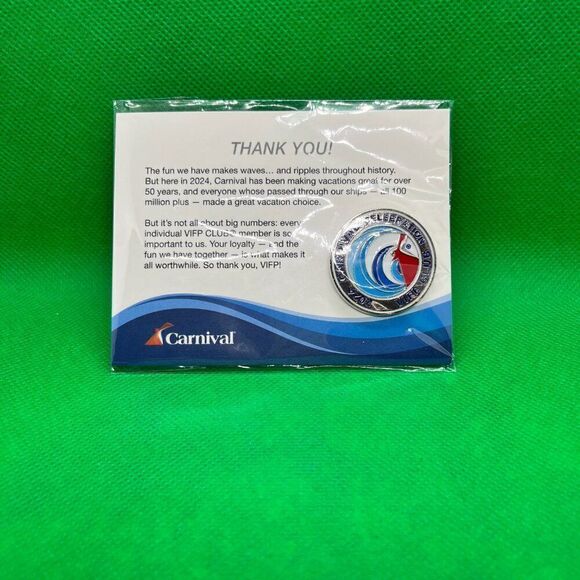 THANK YOU!
The fun we have makes waves... and ripples throughout history.
But here in 2024, Carnival has been making vacations great for over
50 years, and everyone whose passed through our ships — all 100
million plus — made a great vacation choice.
But it's not all about big numbers: every
individual VIFP CLUB® member is so
important to us. Your loyalty — and the
fun we have together — is what makes it
it all worthwhile. So thank you, VIFP!
Carnival
2024 CARNIVAL CELEBRATION